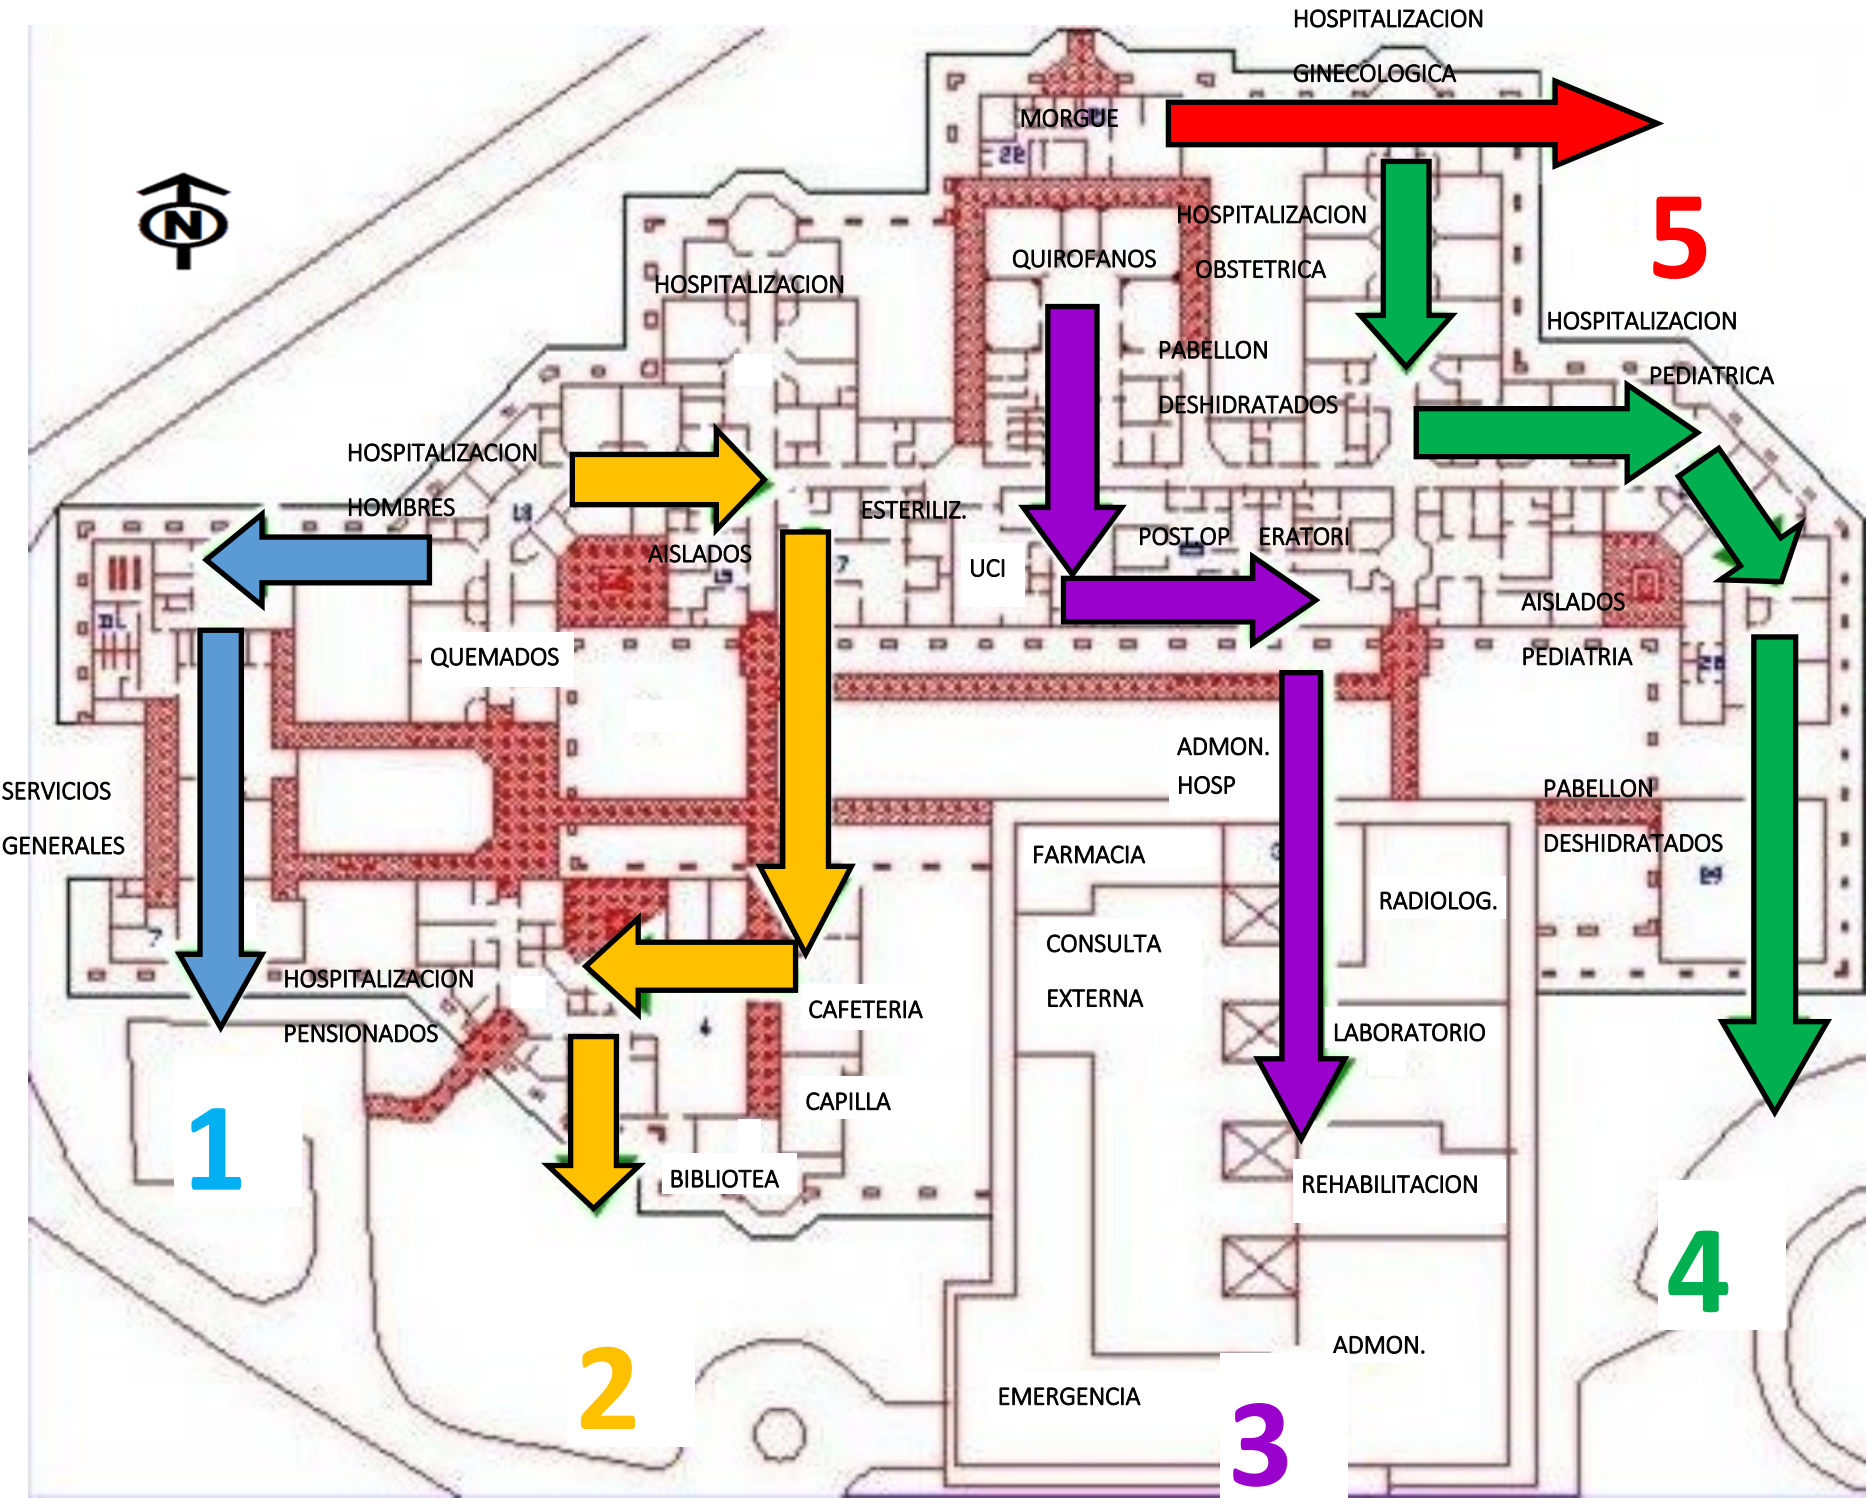 HOSPITALIZACION
GINECOLOGICA
MORGUE
N
HOSPITALIZACION
OBSTETRICA
5
QUIROFANOS
HOSPITALIZACION
HOSPITALIZACION
PEDIATRICA
PABELLON
DESHIDRATADOS
HOSPITALIZACION
HOMBRES
ESTERILIZ.
AISLADOS
POST.OP ERATORI
UCI
AISLADOS
PEDIATRIA
QUEMADOS
ADMON.
HOSP
SERVICIOS
GENERALES
PABELLON
DESHIDRATADOS
FARMACIA
RADIOLOG.
CONSULTA
EXTERNA
HOSPITALIZACION
PENSIONADOS
CAFETERIA
LABORATORIO
CAPILLA
1
BIBLIOTEA
REHABILITACION
4
2
ADMON.
EMERGENCIA
3